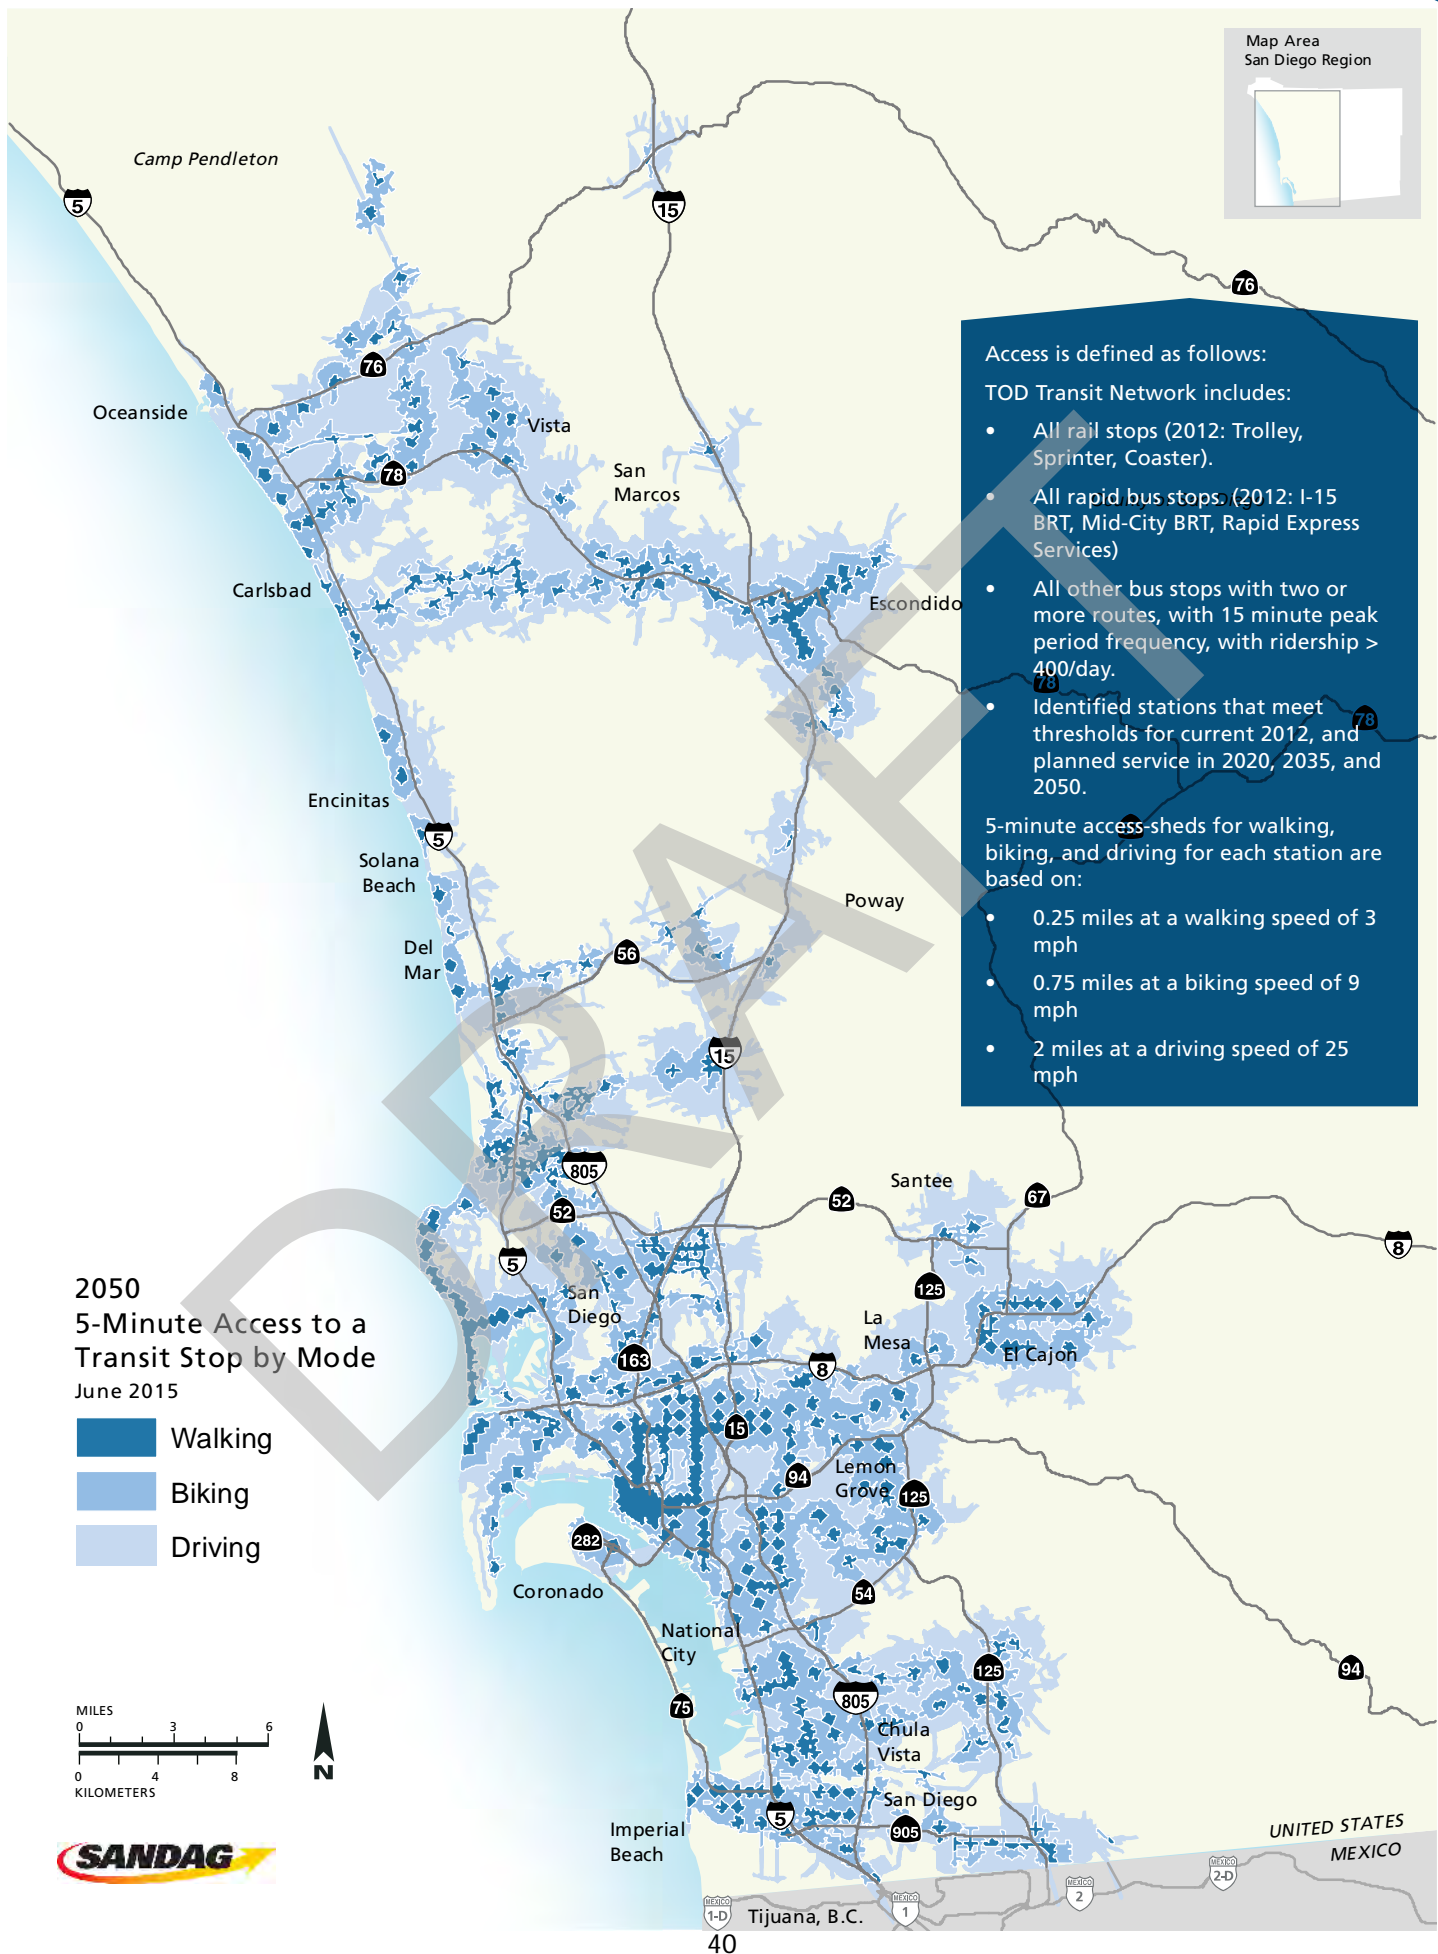 Map Area
San Diego Region
Camp Pendleton
5
15
76
76
Oceanside
Vista
78
San
Marcos
Carlsbad
Escondido
Encinitas
5
Solana
Beach
Poway
Del
Mar
56
15
Access is defined as follows:
TOD Transit Network includes:
• All rail stops (2012: Trolley,
Sprinter, Coaster).
• All rapid bus stops. (2012: I-15
BRT, Mid-City BRT, Rapid Express
Services)
• All other bus stops with two or
more routes, with 15 minute peak
period frequency, with ridership >
400/day.
78
• Identified stations that meet
78
thresholds for current 2012, and
planned service in 2020, 2035, and
2050.
5-minute access-sheds for walking,
biking, and driving for each station are
based on:
• 0.25 miles at a walking speed of 3
mph
• 0.75 miles at a biking speed of 9
mph
• 2 miles at a driving speed of 25
mph
DRAFT
805
52
Santee
52
67
8
5
San
Diego
125
La
Mesa
163
8
El Cajon
15
94
Lemon
Grove
125
282
Coronado
54
National
City
125
94
75
805
Chula
Vista
San Diego
5
905
Imperial
Beach
UNITED STATES
MEXICO
MEXICO
1-D
Tijuana, B.C.
MEXICO
1
MEXICO
2
MEXICO
2-D
2050
5-Minute Access to a
Transit Stop by Mode
June 2015
Walking
Biking
Driving
MILES
0 3 6
0 4 8
KILOMETERS
N
SANDAG
40